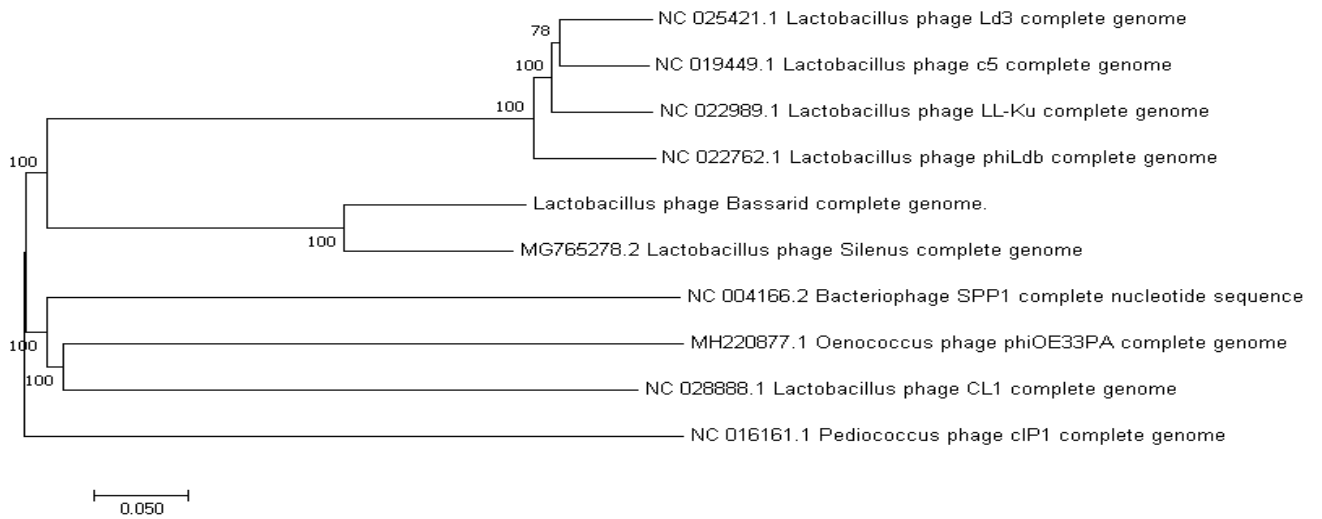 NC 025421.1 Lactobacillus phage Ld3 complete genome
78
NC 019449.1 Lactobacillus phage c5 complete genome
100
NC 022989.1 Lactobacillus phage LL-Ku complete genome
100
NC 022762.1 Lactobacillus phage phiLdb complete genome
100
Lactobacillus phage Bassarid complete genome.
100
MG765278.2 Lactobacillus phage Silenus complete genome
NC 004166.2 Bacteriophage SPP1 complete nucleotide sequence
100
MH220877.1 Oenococcus phage phiOE33PA complete genome
100
NC 028888.1 Lactobacillus phage CL1 complete genome
NC 016161.1 Pediococcus phage clP1 complete genome
0.050